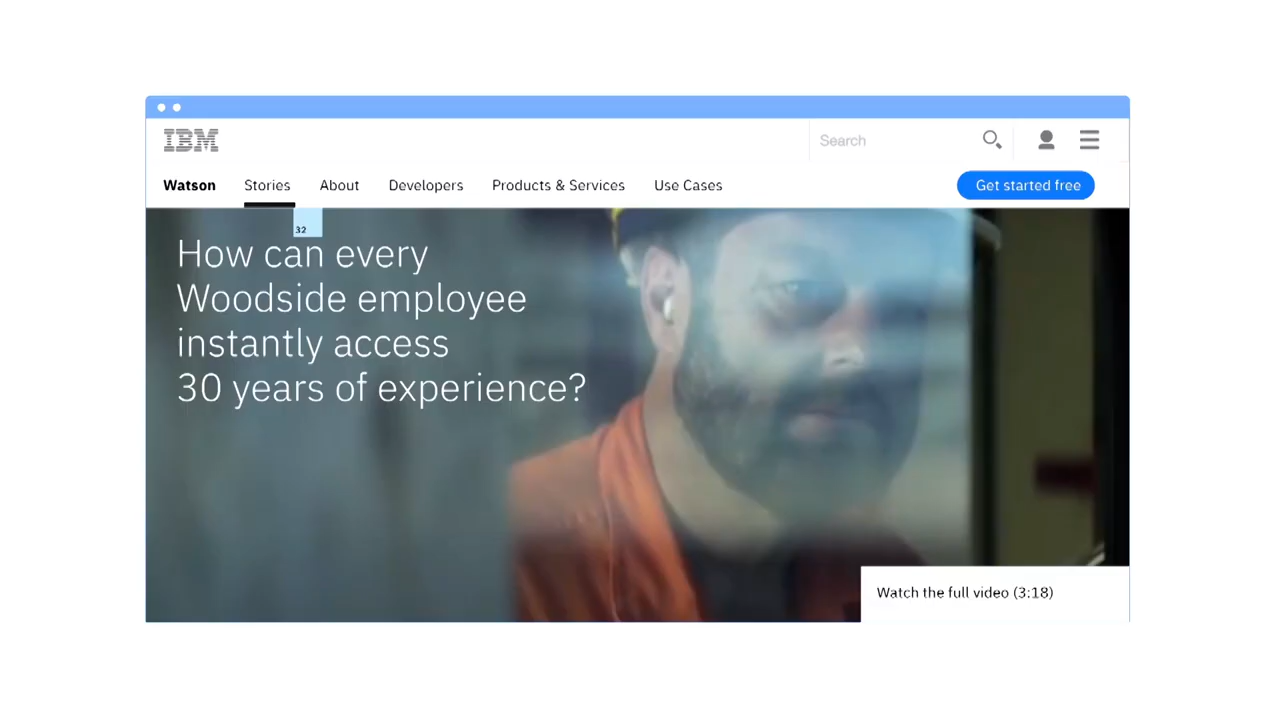 IBM
Search
Watson Stories About Developers Products & Services Use Cases Get started free
32
How can every
Woodside employee
instantly access
30 years of experience?
Watch the full video (3:18)